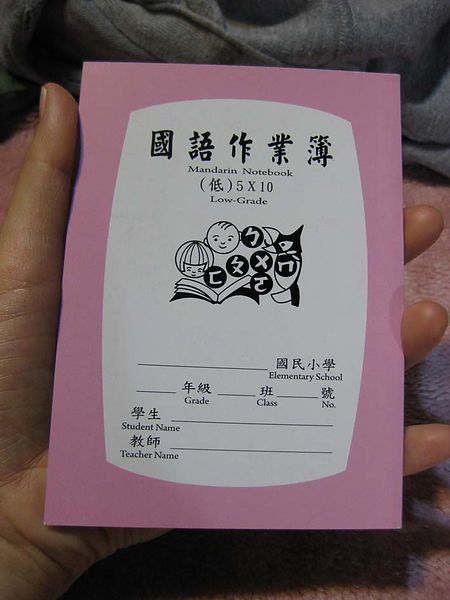 國語作業簿
Mandarin Notebook
(低)5X10
Low-Grade
ㄅ
ㄈㄆㄨㄇ
ㄛ
國民小學
Elementary School
年級 班 號
Grade Class No.
學生
Student Name
教師
Teacher Name